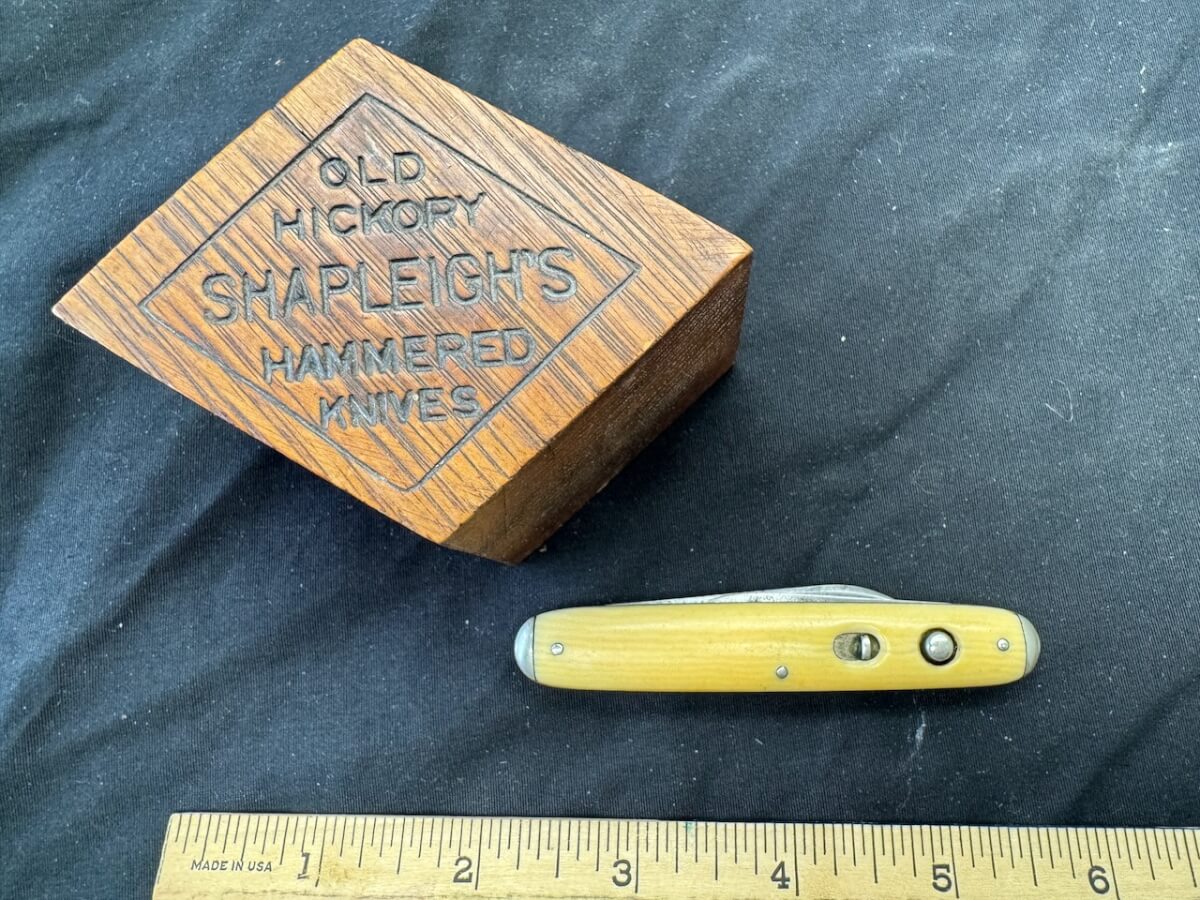 OLD
HICKORY
SHAPLEIGH'S
HAMMERED
KNIVES
MADE IN USA 1 2 3 4 5 6